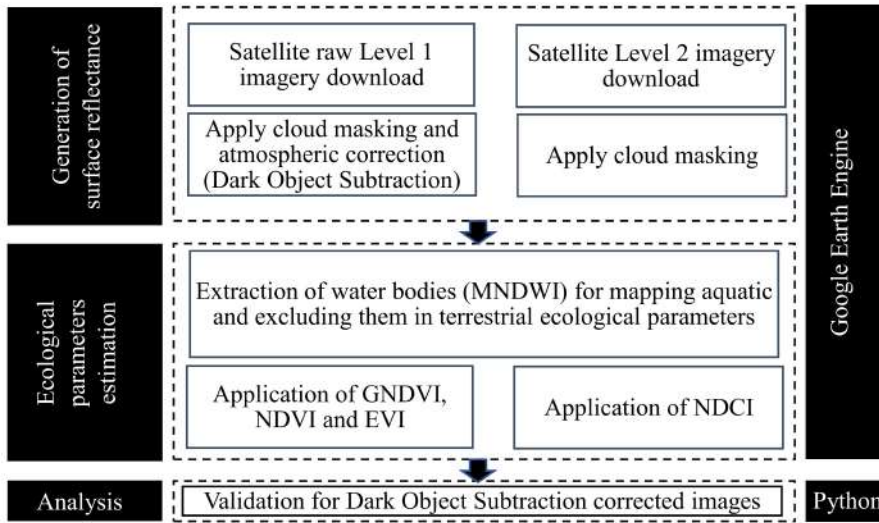 Generation of
surface reflectance
Satellite raw Level 1
imagery download
Satellite Level 2 imagery
download
Apply cloud masking and
atmospheric correction
(Dark Object Subtraction)
Apply cloud masking
Google Earth Engine
Ecological
parameters
estimation
Extraction of water bodies (MNDWI) for mapping aquatic
and excluding them in terrestrial ecological parameters
Application of GNDVI,
NDVI and EVI
Application of NDCI
Analysis
Validation for Dark Object Subtraction corrected images
Python